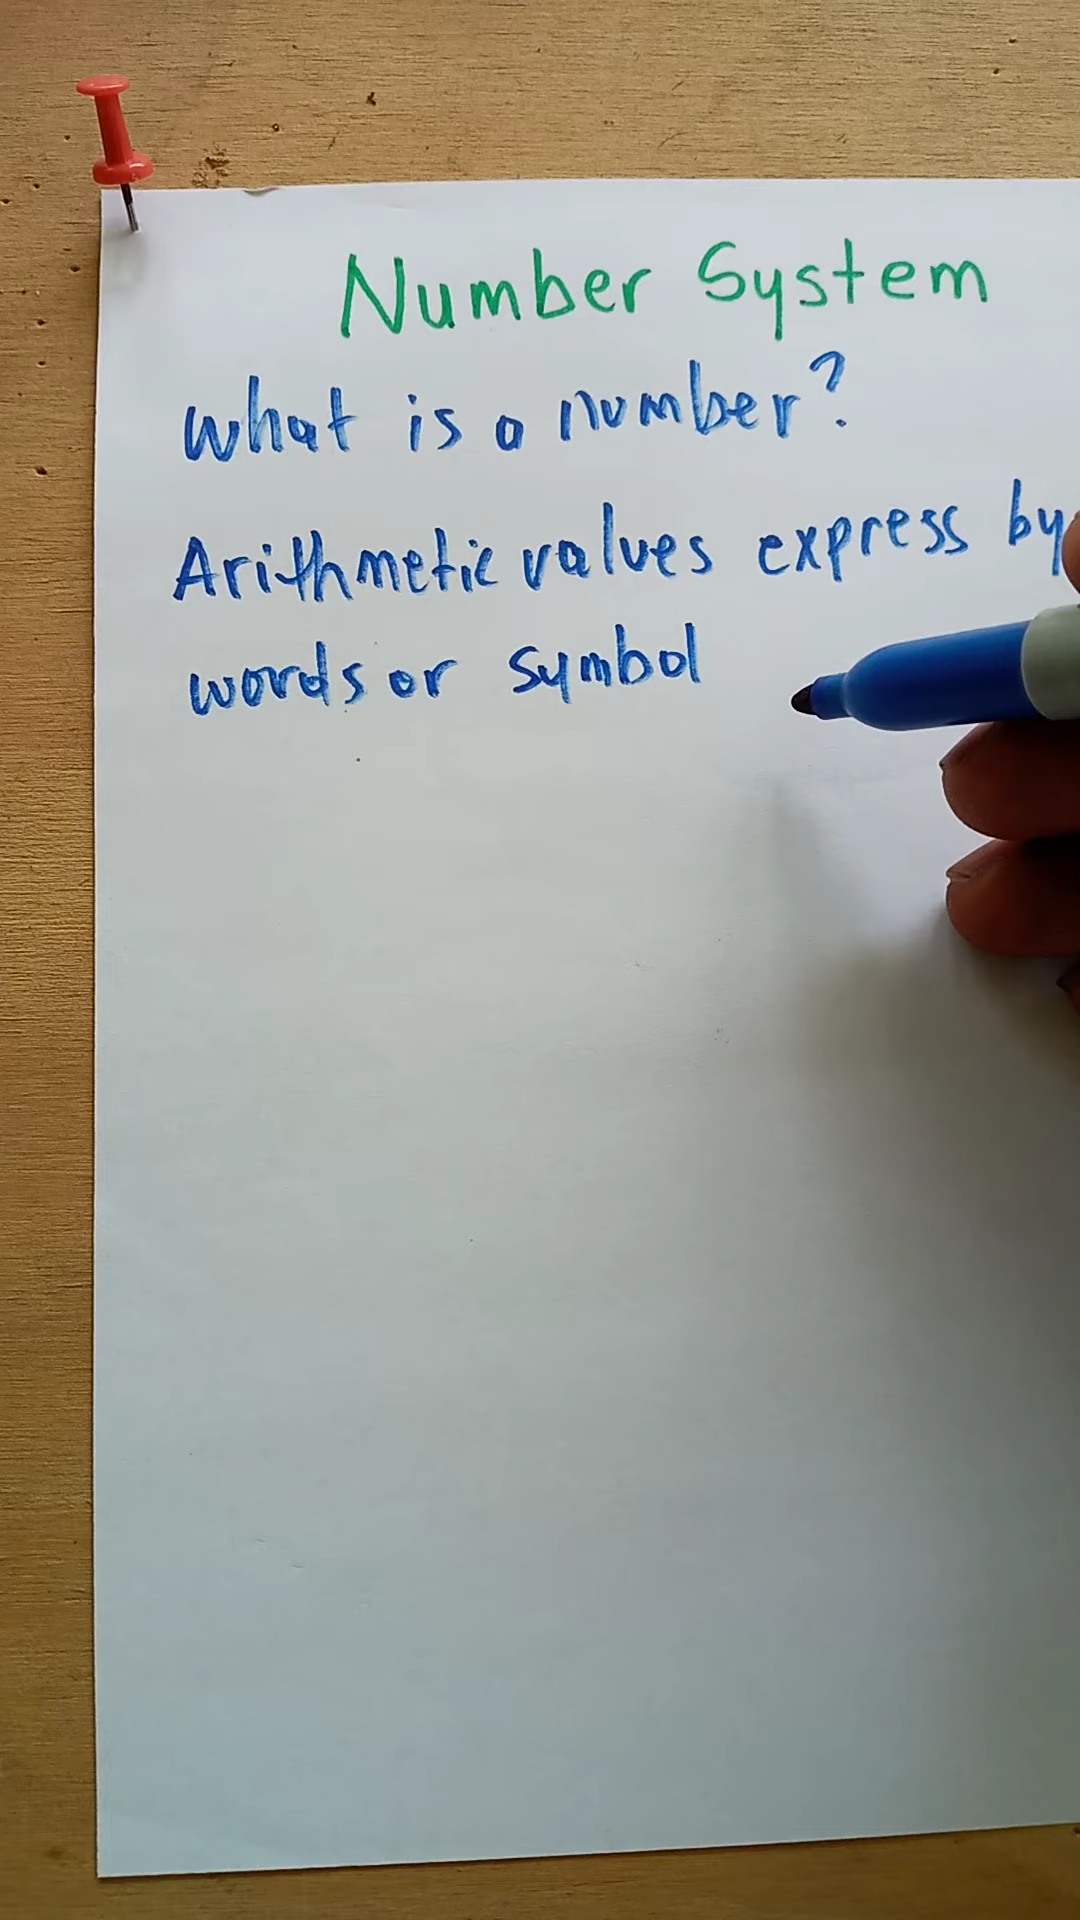 Number System
What is a number?
Arithmetic values express by
words or symbol